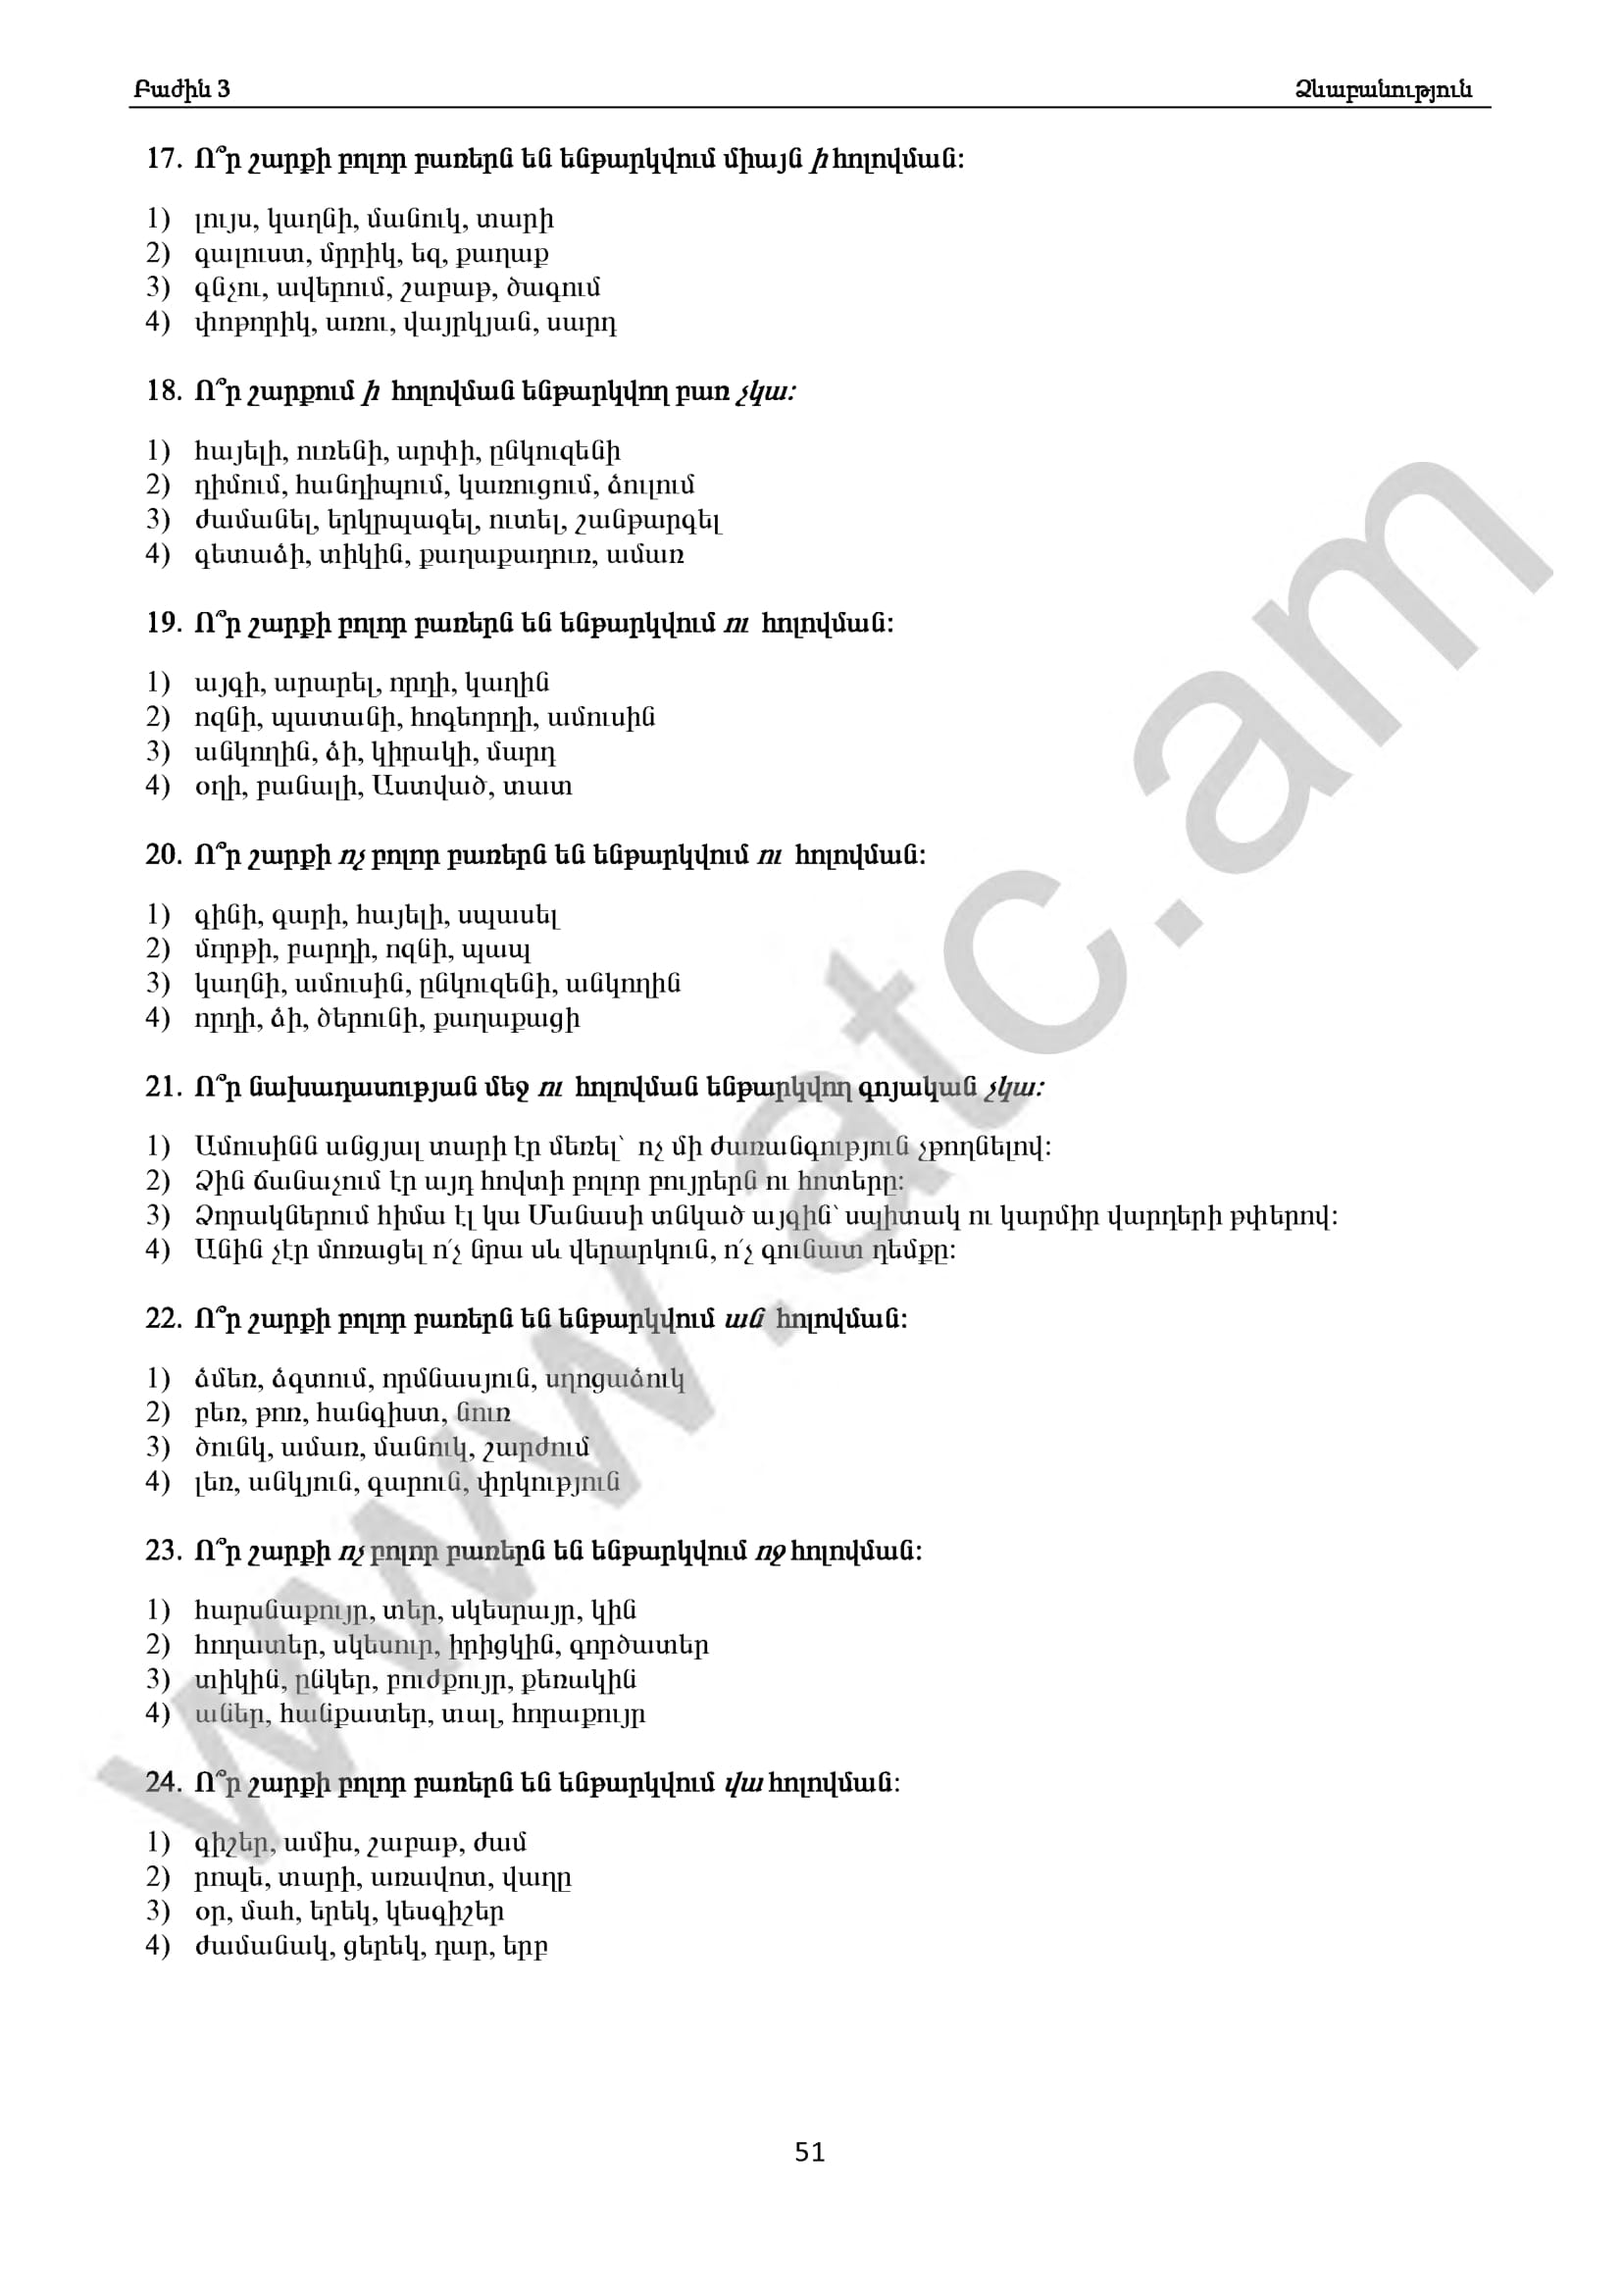 Բաժին 3 Ձևաբանություն
17. Ո՞ր շարքի բոլոր բառերն են ենթարկվում միայն ի հոլովման:
1) լույս, կաղնի, մանուկ, տարի
2) գալուստ, մրրիկ, եզ, քաղաք
3) գնչու, ավերում, շաբաթ, ծագում
4) փոթորիկ, առու, վայրկյան, սարդ
18. Ո՞ր շարքում ի հոլովման ենթարկվող բառ չկա:
1) հայելի, ուռենի, արփի, ընկուզենի
2) դիմում, հանդիպում, կառուցում, ձուլում
3) ժամանել, երկրպագել, ուտել, շանթարգել
4) գետաձի, տիկին, քաղաքադուռ, ամառ
19. Ո՞ր շարքի բոլոր բառերն են ենթարկվում ու հոլովման:
1) այգի, արարել, որդի, կաղին
2) ոզնի, պատանի, հոգեորդի, ամուսին
3) անկողին, ձի, կիրակի, մարդ
4) օղի, բանալի, Աստված, տատ
20. Ո՞ր շարքի ոչ բոլոր բառերն են ենթարկվում ու հոլովման:
1) գինի, գարի, հայելի, սպասել
2) մորթի, բարդի, ոզնի, պապ
3) կաղնի, ամուսին, ընկուզենի, անկողին
4) որդի, ձի, ծերունի, քաղաքացի
21. Ո՞ր նախադասության մեջ ու հոլովման ենթարկվող գոյական չկա:
1) Ամուսինն անցյալ տարի էր մեռել՝ ոչ մի ժառանգություն չթողնելով:
2) Ձին ճանաչում էր այդ հովտի բոլոր բույրերն ու հոտերը:
3) Ձորակներում հիմա էլ կա Մանասի տնկած այգին՝ սպիտակ ու կարմիր վարդերի թփերով:
4) Անին չէր մոռացել ո՛չ նրա սև վերարկուն, ո՛չ գունատ դեմքը:
22. Ո՞ր շարքի բոլոր բառերն են ենթարկվում ան հոլովման:
1) ձմեռ, ձգտում, որմնասյուն, սղոցաձուկ
2) բեռ, թոռ, հանգիստ, նուռ
3) ծունկ, ամառ, մանուկ, շարժում
4) լեռ, անկյուն, գարուն, փրկություն
23. Ո՞ր շարքի ոչ բոլոր բառերն են ենթարկվում ոջ հոլովման:
1) հարսնաքույր, տեր, սկեսրայր, կին
2) հողատեր, սկեսուր, իրիցկին, գործատեր
3) տիկին, ընկեր, բուժքույր, քեռակին
4) աներ, հանքատեր, տալ, հորաքույր
24. Ո՞ր շարքի բոլոր բառերն են ենթարկվում վա հոլովման:
1) գիշեր, ամիս, շաբաթ, ժամ
2) րոպե, տարի, առավոտ, վաղը
3) օր, մահ, երեկ, կեսգիշեր
4) ժամանակ, ցերեկ, դար, երբ
www.atc.am
51